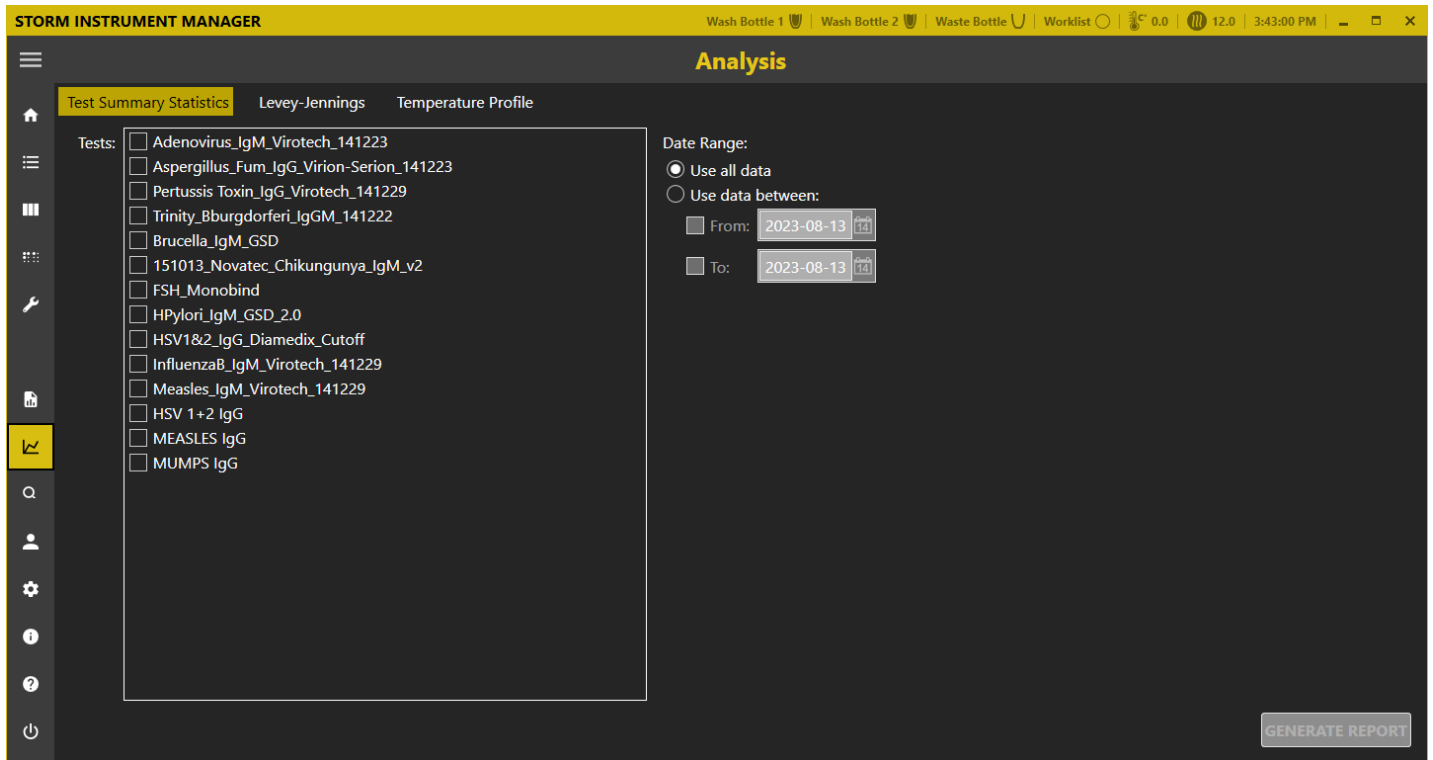 STORM INSTRUMENT MANAGER
Wash Bottle 1 | Wash Bottle 2 | Waste Bottle | Worklist | C° 0.0 | 12.0 | 3:43:00 PM
Analysis
Test Summary Statistics Levey-Jennings Temperature Profile
Tests:
Adenovirus_IgM_Virotech_141223
Aspergillus_Fum_IgG_Virion-Serion_141223
Pertussis Toxin_IgG_Virotech_141229
Trinity_Bburgdorferi_IgGM_141222
Brucella_IgM_GSD
151013_Novatec_Chikungunya_IgM_v2
FSH_Monobind
HPylori_IgM_GSD_2.0
HSV1&2_IgG_Diamedix_Cutoff
InfluenzaB_IgM_Virotech_141229
Measles_IgM_Virotech_141229
HSV 1+2 IgG
MEASLES IgG
MUMPS IgG
Date Range:
Use all data
Use data between:
From: 2023-08-13 14
To: 2023-08-13 14
GENERATE REPORT